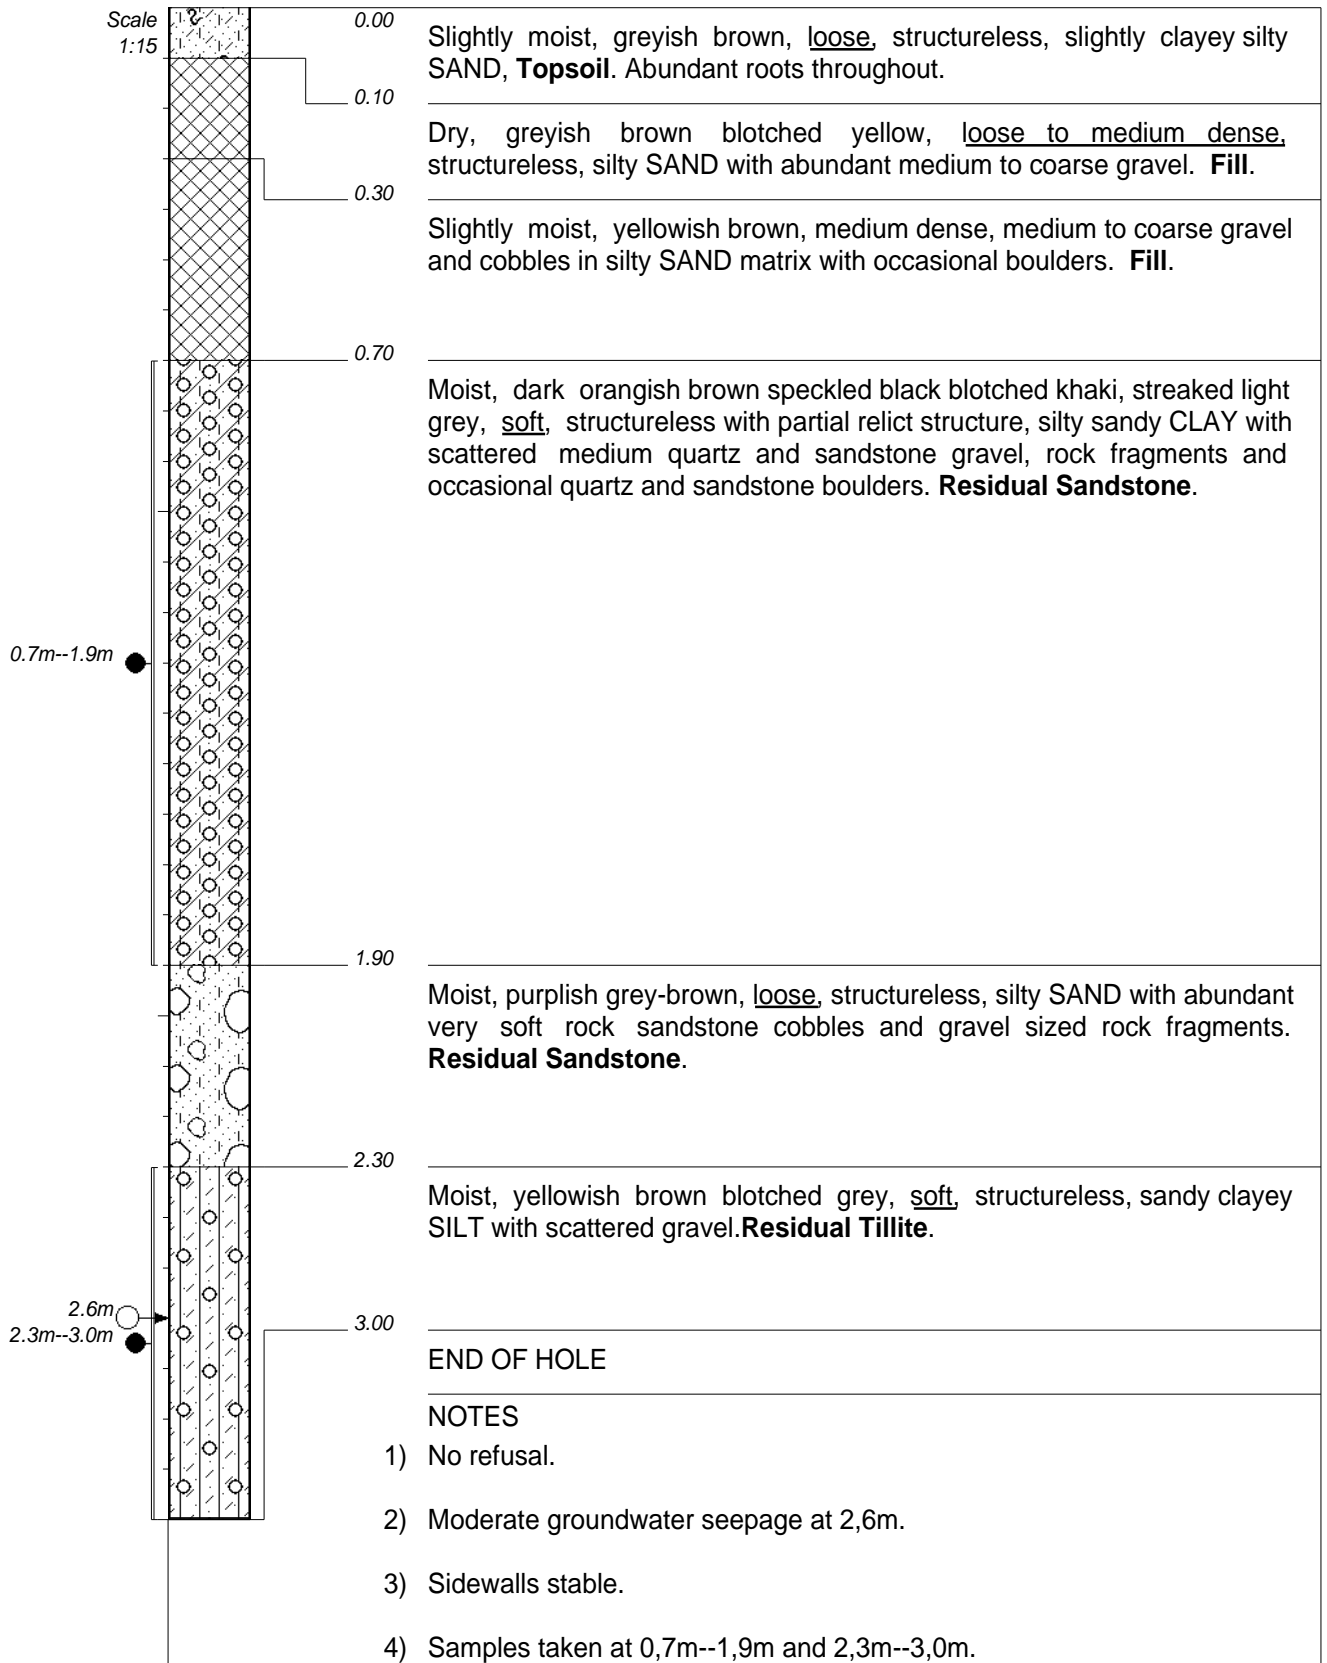 Scale
1:15
0.00
Slightly moist, greyish brown, loose, structureless, slightly clayey silty
SAND, Topsoil. Abundant roots throughout.
0.10
Dry, greyish brown blotched yellow, loose to medium dense,
structureless, silty SAND with abundant medium to coarse gravel. Fill.
0.30
Slightly moist, yellowish brown, medium dense, medium to coarse gravel
and cobbles in silty SAND matrix with occasional boulders. Fill.
0.70
Moist, dark orangish brown speckled black blotched khaki, streaked light
grey, soft, structureless with partial relict structure, silty sandy CLAY with
scattered medium quartz and sandstone gravel, rock fragments and
occasional quartz and sandstone boulders. Residual Sandstone.
0.7m--1.9m
1.90
Moist, purplish grey-brown, loose, structureless, silty SAND with abundant
very soft rock sandstone cobbles and gravel sized rock fragments.
Residual Sandstone.
2.30
Moist, yellowish brown blotched grey, soft, structureless, sandy clayey
SILT with scattered gravel.Residual Tillite.
2.6m
2.3m--3.0m
3.00
END OF HOLE
NOTES
1) No refusal.
2) Moderate groundwater seepage at 2,6m.
3) Sidewalls stable.
4) Samples taken at 0,7m--1,9m and 2,3m--3,0m.